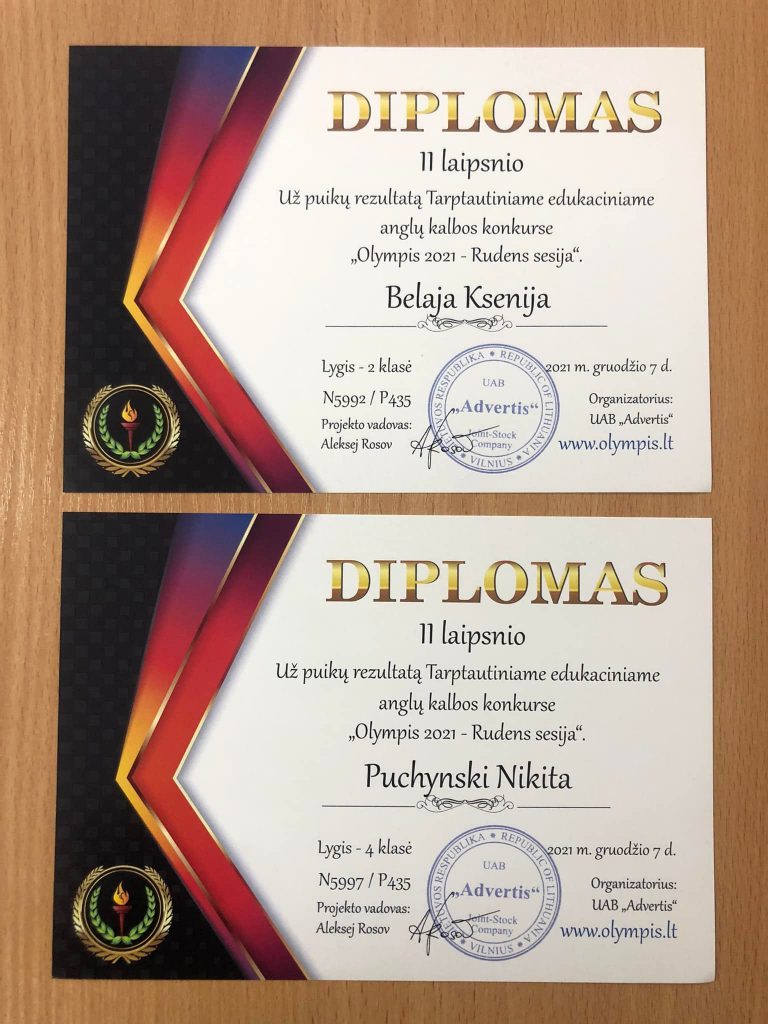 DIPLOMAS
II laipsnio
Už puikų rezultatą Tarptautiniame edukaciniame
anglų kalbos konkurse
„Olympis 2021 - Rudens sesija“.
Belaja Ksenija
Lygis - 2 klasė
N5992 / P435
Projekto vadovas:
Aleksej Rosov
LIETUVOS RESPUBLIKA * REPUBLIC OF LITHUANIA
UAB
„Advertis“
Joint-Stock
Company
* VILNIUS *
2021 m. gruodžio 7 d.
Organizatorius:
UAB „Advertis“
www.olympis.lt
DIPLOMAS
II laipsnio
Už puikų rezultatą Tarptautiniame edukaciniame
anglų kalbos konkurse
„Olympis 2021 - Rudens sesija“.
Puchynski Nikita
Lygis - 4 klasė
N5997 / P435
Projekto vadovas:
Aleksej Rosov
LIETUVOS RESPUBLIKA * REPUBLIC OF LITHUANIA
UAB
„Advertis“
Joint-Stock
Company
* VILNIUS *
2021 m. gruodžio 7 d.
Organizatorius:
UAB „Advertis“
www.olympis.lt